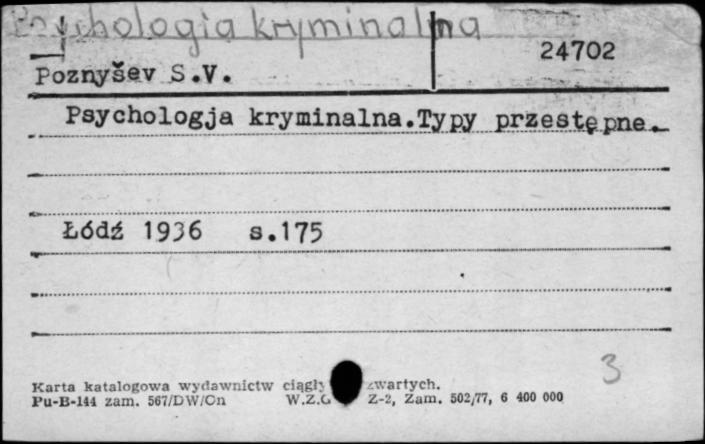 Psychologia kryminalna
24702
Poznyšev S.V.
Psychologja kryminalna.Typy przestępne.
Łódź 1936 s.175
3
Karta katalogowa wydawnictw zwartych.
Pu-B-144 zam. 567/DW/Cn W.Z.G Z-2, Zam. 502/77, 6 400 000